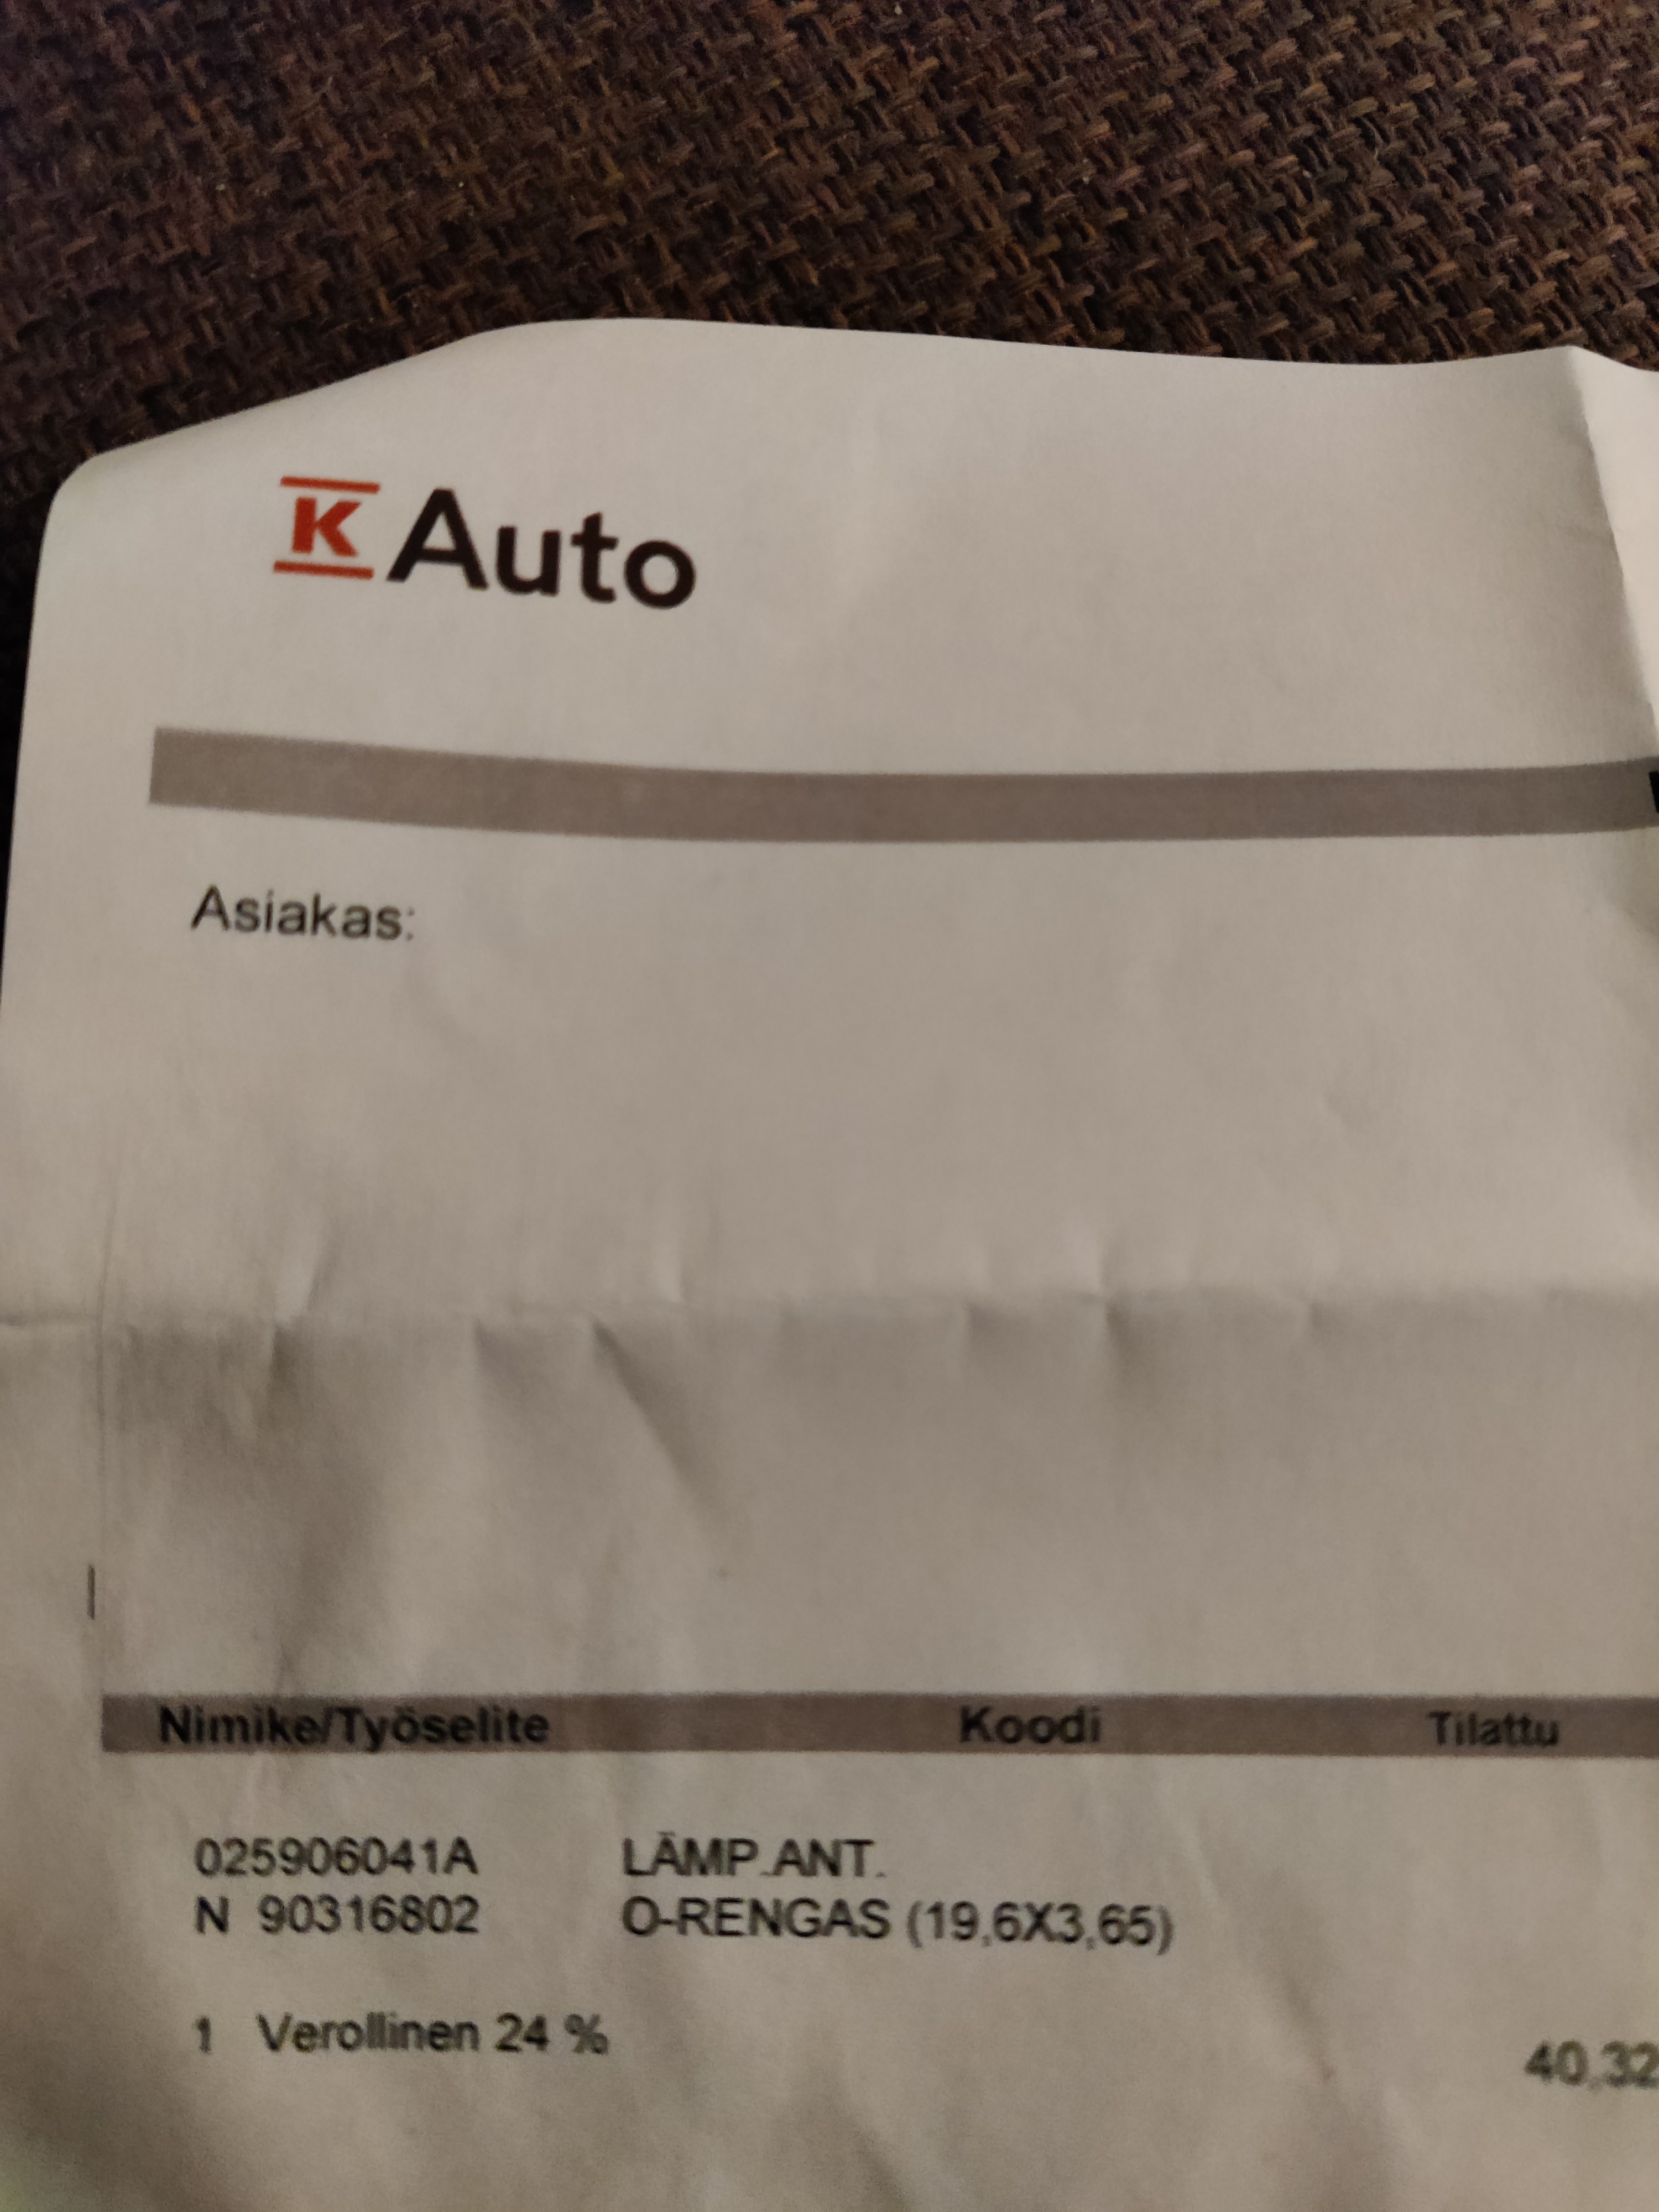 K Auto
Asiakas:
Nimike/Työselite Koodi Tilattu
025906041A LÄMP.ANT.
N 90316802 O-RENGAS (19,6X3,65)
1 Verollinen 24 % 40,32